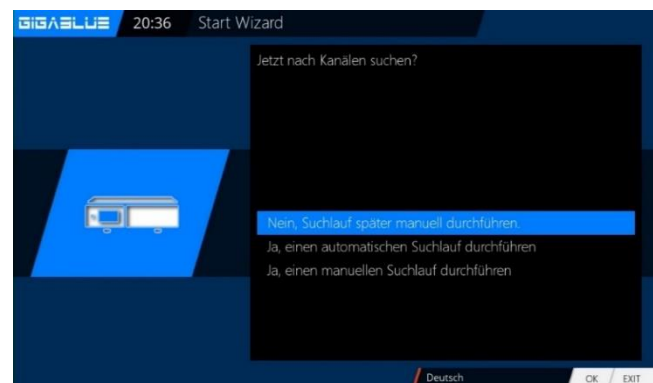 GIGABLUE 20:36 Start Wizard
Jetzt nach Kanälen suchen?
Nein, Suchlauf später manuell durchführen.
Ja, einen automatischen Suchlauf durchführen
Ja, einen manuellen Suchlauf durchführen
Deutsch OK EXIT